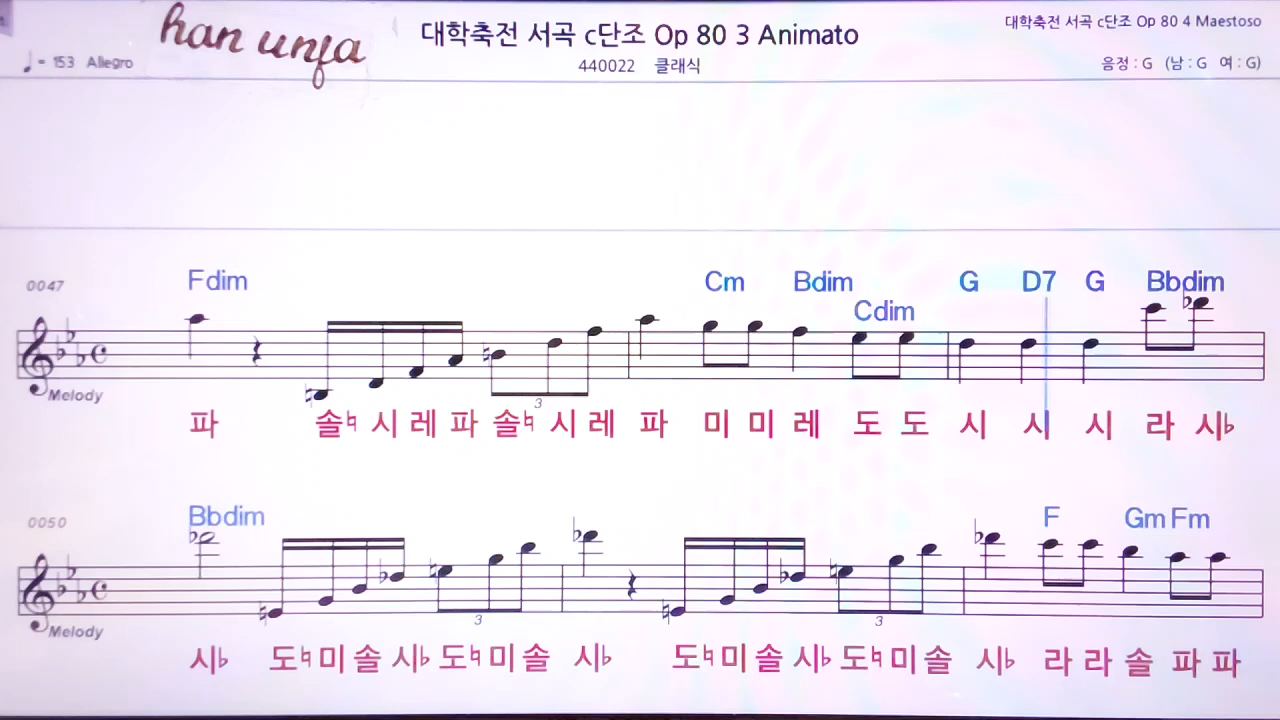 han unja
대학축전 서곡 c단조 Op 80 3 Animato
대학축전 서곡 c단조 Op 80 4 Maestoso
♩= 153 Allegro
440022 클래식
음정 : G (남 : G 여 : G)
0047 Fdim Cm Bdim Cdim G D7 G Bbdim
Melody
3
파 솔♮ 시 레 파 솔♮ 시 레 파 미 미 레 도 도 시 시 시 라 시♭
0050 Bbdim F Gm Fm
Melody
3 3
시♭ 도♮ 미 솔 시♭ 도♮ 미 솔 시♭ 도♮ 미 솔 시♭ 도♮ 미 솔 시♭ 라 라 솔 파 파